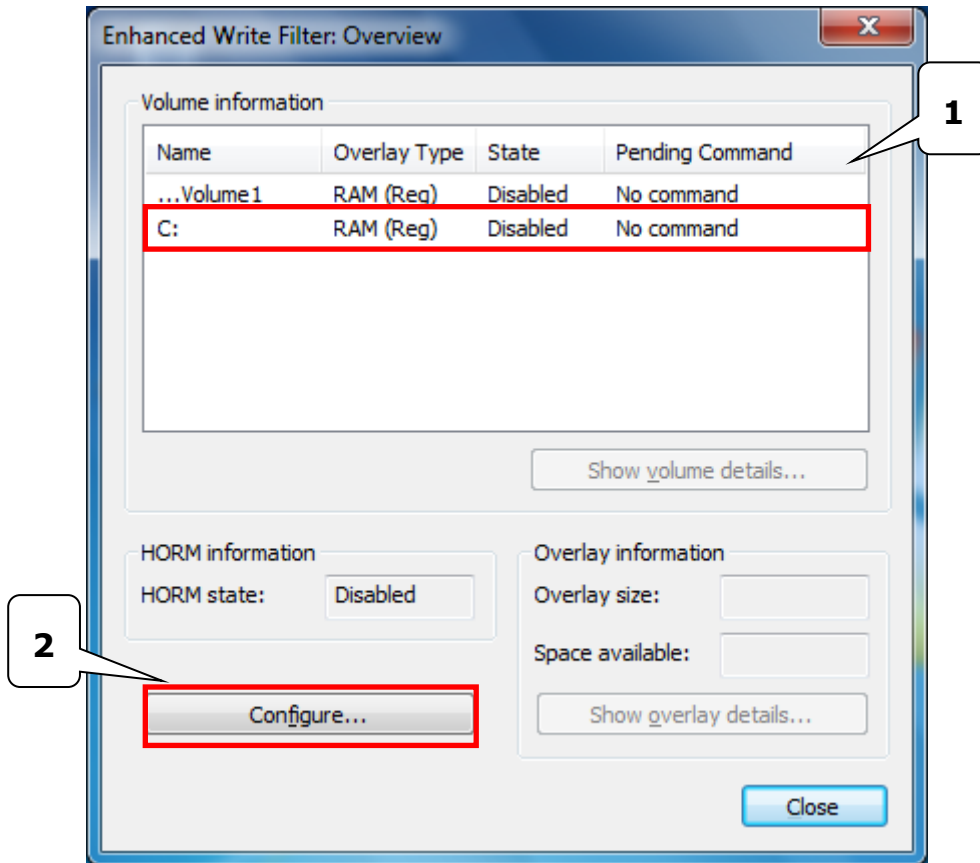 Enhanced Write Filter: Overview
Volume information
1
Name Overlay Type State Pending Command
...Volume1 RAM (Reg) Disabled No command
C: RAM (Reg) Disabled No command
Show volume details...
HORM information
HORM state: Disabled
Overlay information
Overlay size:
Space available:
2
Configure...
Show overlay details...
Close